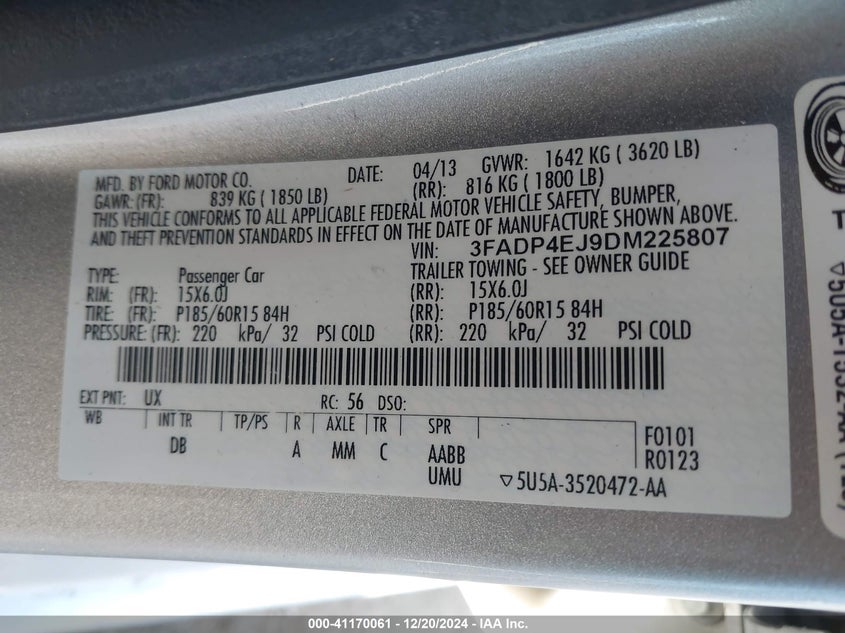 MFD. BY FORD MOTOR CO. DATE: 04/13 GVWR: 1642 KG ( 3620 LB)
GAWR: (FR): 839 KG ( 1850 LB) (RR): 816 KG ( 1800 LB)
THIS VEHICLE CONFORMS TO ALL APPLICABLE FEDERAL MOTOR VEHICLE SAFETY, BUMPER,
AND THEFT PREVENTION STANDARDS IN EFFECT ON THE DATE OF MANUFACTURE SHOWN ABOVE.
VIN: 3FADP4EJ9DM225807
TYPE: Passenger Car TRAILER TOWING - SEE OWNER GUIDE
RIM: (FR): 15X6.0J (RR): 15X6.0J
TIRE: (FR): P185/60R15 84H (RR): P185/60R15 84H
PRESSURE: (FR): 220 kPa/ 32 PSI COLD (RR): 220 kPa/ 32 PSI COLD
EXT PNT: UX RC: 56 DSO:
WB INT TR TP/PS R AXLE TR SPR F0101
DB A MM C AABB R0123
UMU ▽5U5A-3520472-AA
000-41170061 - 12/20/2024 - IAA Inc.